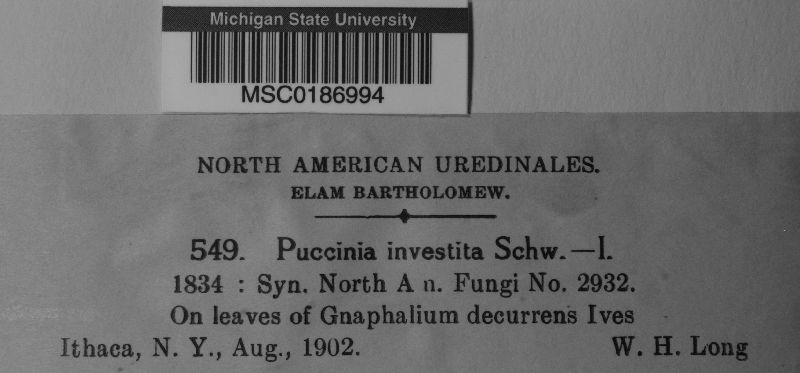 Michigan State University
MSC0186994
NORTH AMERICAN UREDINALES.
ELAM BARTHOLOMEW.
549. Puccinia investita Schw.—I.
1834 : Syn. North A n. Fungi No. 2932.
On leaves of Gnaphalium decurrens Ives
Ithaca, N. Y., Aug., 1902. W. H. Long